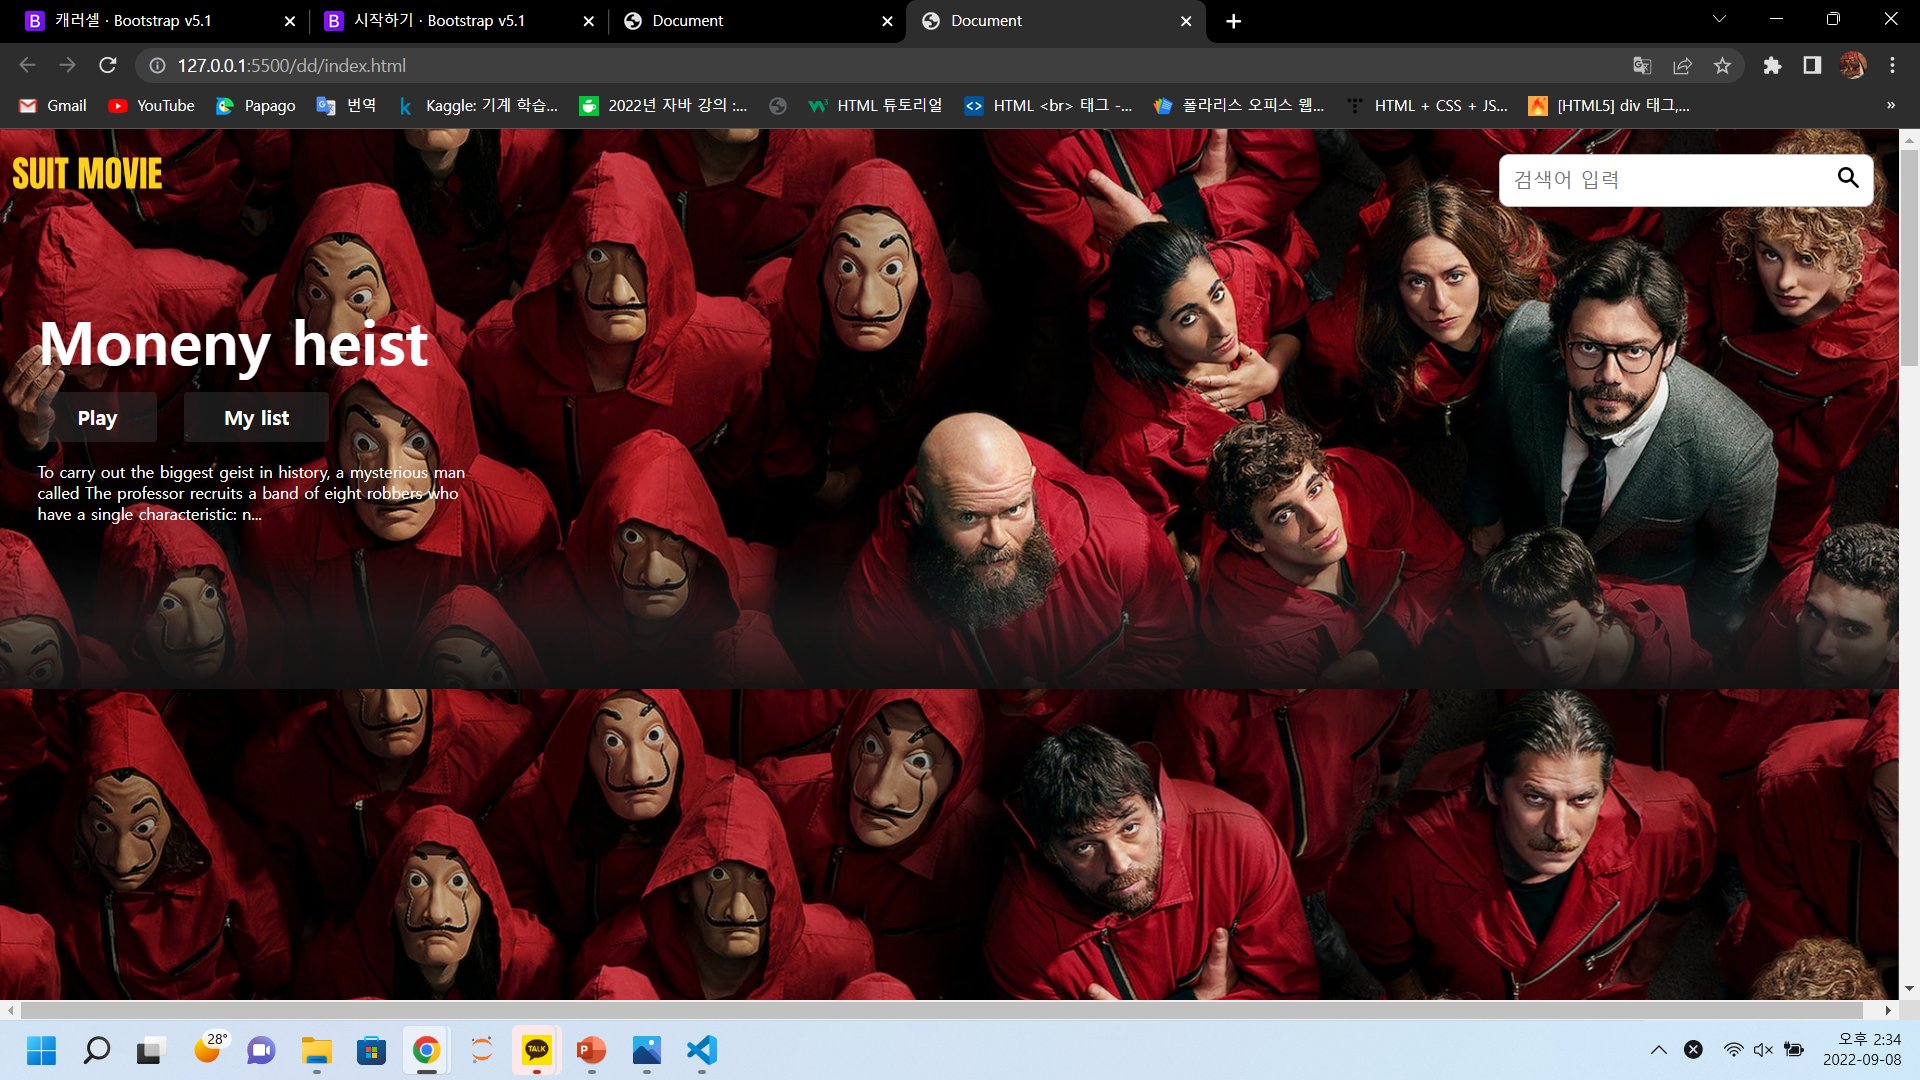 캐러셀 · Bootstrap v5.1
시작하기 · Bootstrap v5.1
Document
Document
127.0.0.1:5500/dd/index.html
Gmail
YouTube
Papago
번역
Kaggle: 기계 학습...
2022년 자바 강의 :...
HTML 튜토리얼
HTML <br> 태그 -...
폴라리스 오피스 웹...
HTML + CSS + JS...
[HTML5] div 태그,...
»
SUIT MOVIE
검색어 입력
Moneny heist
Play
My list
To carry out the biggest geist in history, a mysterious man
called The professor recruits a band of eight robbers who
have a single characteristic: n...
28°
TALK
오후 2:34
2022-09-08